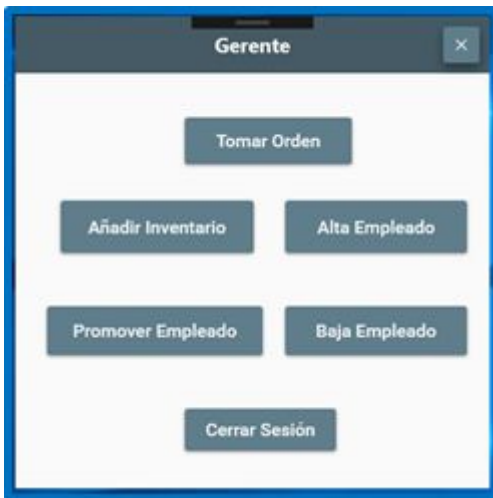 Gerente
Tomar Orden
Añadir Inventario
Alta Empleado
Promover Empleado
Baja Empleado
Cerrar Sesión